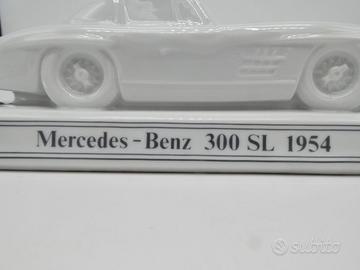 Mercedes-Benz 300 SL 1954
subito